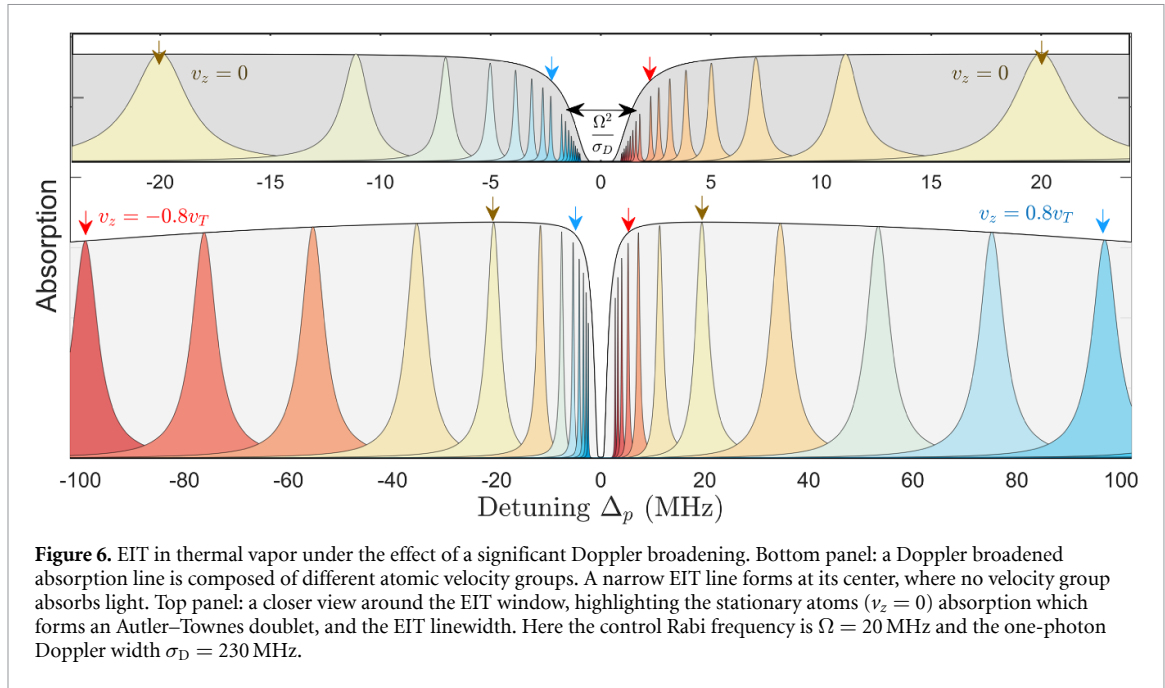 v_z = 0
v_z = 0
Ω²
σ_D
-20 -15 -10 -5 0 5 10 15 20
Absorption
v_z = −0.8v_T
v_z = 0.8v_T
-100 -80 -60 -40 -20 0 20 40 60 80 100
Detuning Δ_p (MHz)
Figure 6. EIT in thermal vapor under the effect of a significant Doppler broadening. Bottom panel: a Doppler broadened
absorption line is composed of different atomic velocity groups. A narrow EIT line forms at its center, where no velocity group
absorbs light. Top panel: a closer view around the EIT window, highlighting the stationary atoms (v_z = 0) absorption which
forms an Autler–Townes doublet, and the EIT linewidth. Here the control Rabi frequency is Ω = 20 MHz and the one-photon
Doppler width σ_D = 230 MHz.